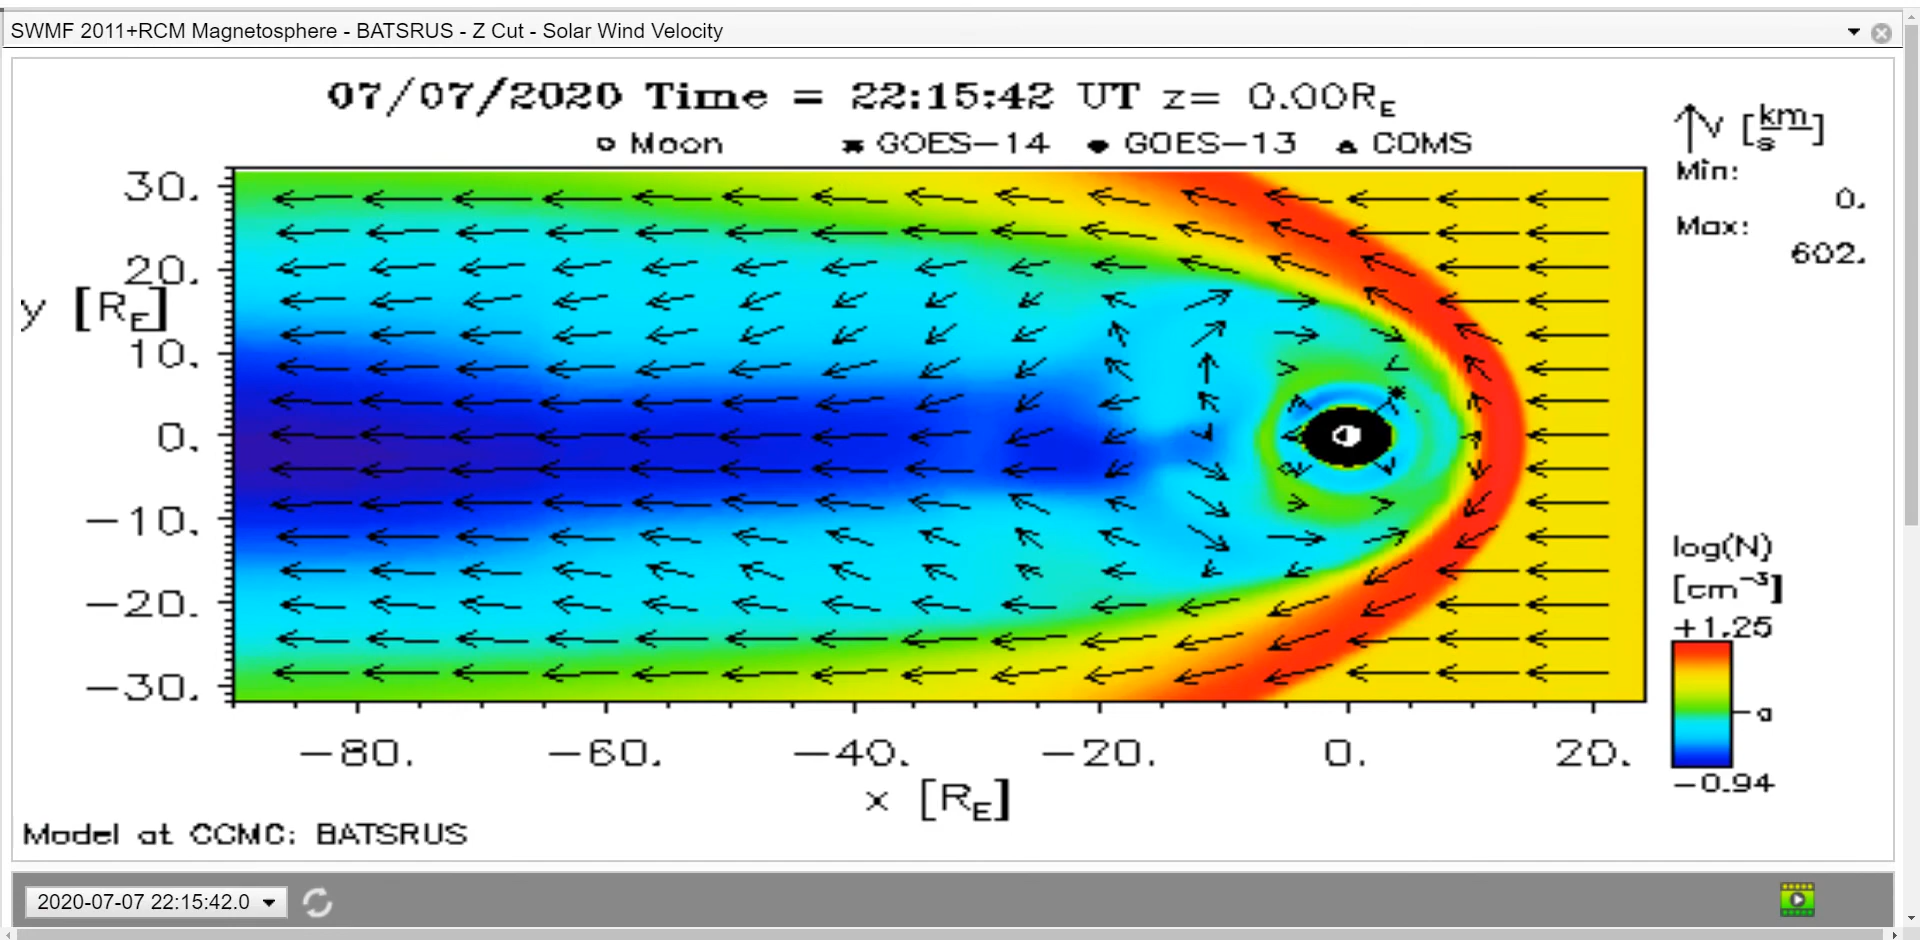 SWMF 2011+RCM Magnetosphere - BATSRUS - Z Cut - Solar Wind Velocity
07/07/2020 Time = 22:15:42 UT z= 0.00RE
Moon GOES-14 GOES-13 COMS
V [km/s]
Min:
0.
Max:
602.
30.
20.
y [RE]
10.
0.
-10.
-20.
-30.
log(N)
[cm-3]
+1.25
a
-0.94
-80. -60. -40. -20. 0. 20.
x [RE]
Model at CCMC: BATSRUS
2020-07-07 22:15:42.0